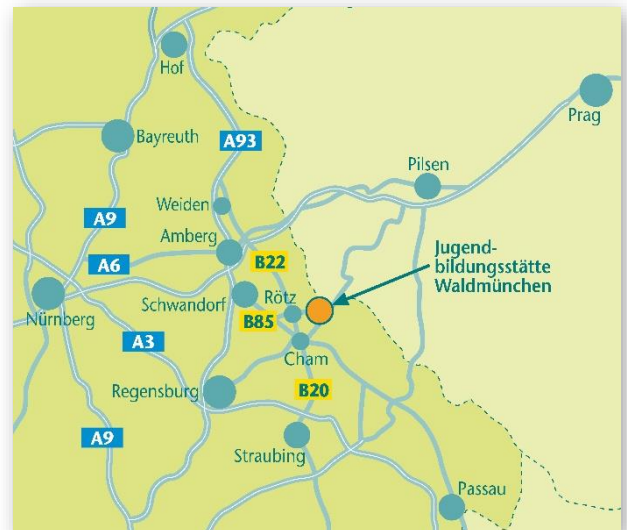 Hof
Prag
Bayreuth
A93
Pilsen
Weiden
A9
Amberg
Jugend-
bildungsstätte
Waldmünchen
B22
A6
Schwandorf
Rötz
Nürnberg
B85
A3
Cham
Regensburg
B20
A9
Straubing
Passau